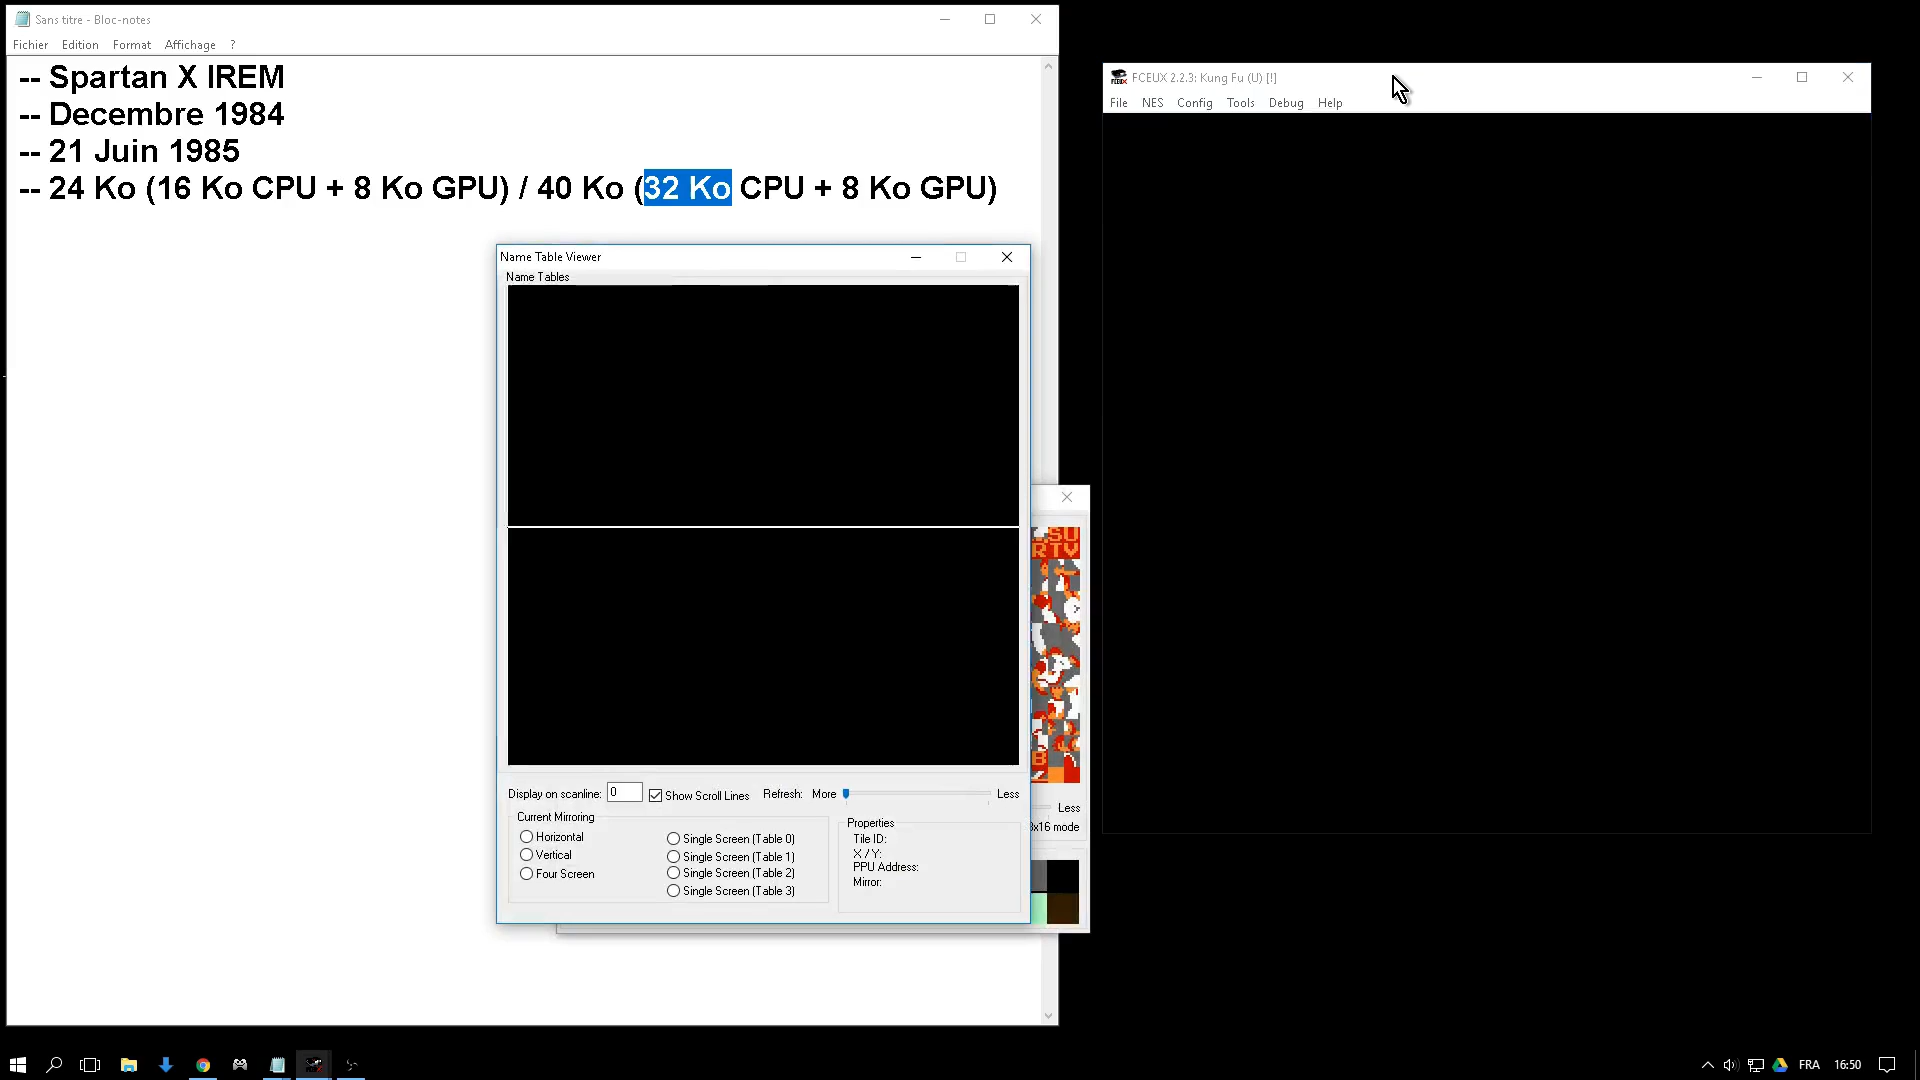 Sans titre - Bloc-notes
Fichier Edition Format Affichage ?
-- Spartan X IREM
-- Decembre 1984
-- 21 Juin 1985
-- 24 Ko (16 Ko CPU + 8 Ko GPU) / 40 Ko (32 Ko CPU + 8 Ko GPU)
FCEUX 2.2.3: Kung Fu (U) [!]
File NES Config Tools Debug Help
Name Table Viewer
Name Tables
Display on scanline: 0 Show Scroll Lines Refresh: More Less
Current Mirroring
Horizontal
Vertical
Four Screen
Single Screen (Table 0)
Single Screen (Table 1)
Single Screen (Table 2)
Single Screen (Table 3)
Properties
Tile ID:
X / Y:
PPU Address:
Mirror:
Less
8x16 mode
FRA 16:50